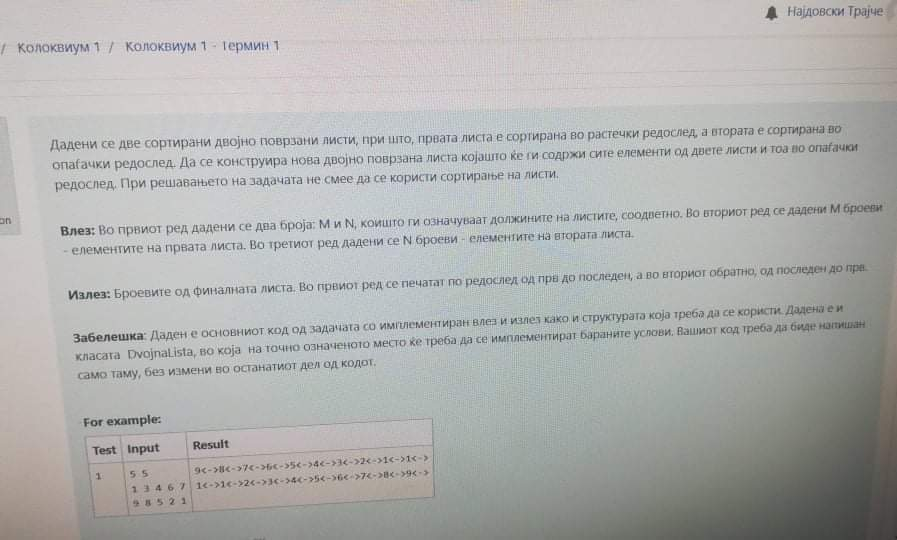 Најдовски Трајче
/ Колоквиум 1 / Колоквиум 1 - Термин 1
Дадени се две сортирани двојно поврзани листи, при што, првата листа е сортирана во растечки редослед, а втората е сортирана во
опаѓачки редослед. Да се конструира нова двојно поврзана листа којашто ќе ги содржи сите елементи од двете листи и тоа во опаѓачки
редослед. При решавањето на задачата не смее да се користи сортирање на листи.
on
Влез: Во првиот ред дадени се два броја: М и N, коишто ги означуваат должините на листите, соодветно. Во вториот ред се дадени М броеви
- елементите на првата листа. Во третиот ред дадени се N броеви - елементите на втората листа.
Излез: Броевите од финалната листа. Во првиот ред се печатат по редослед од прв до последен, а во вториот обратно, од последен до прв.
Забелешка: Даден е основниот код од задачата со имплементиран влез и излез како и структурата која треба да се користи. Дадена е и
класата DvojnaLista, во која на точно означеното место ќе треба да се имплементират бараните услови. Вашиот код треба да биде напишан
само таму, без измени во останатиот дел од кодот.
For example:
Test Input Result
1 5 5 9<->8<->7<->6<->5<->4<->3<->2<->1<->1<->
1 3 4 6 7 1<->1<->2<->3<->4<->5<->6<->7<->8<->9<->
9 8 5 2 1